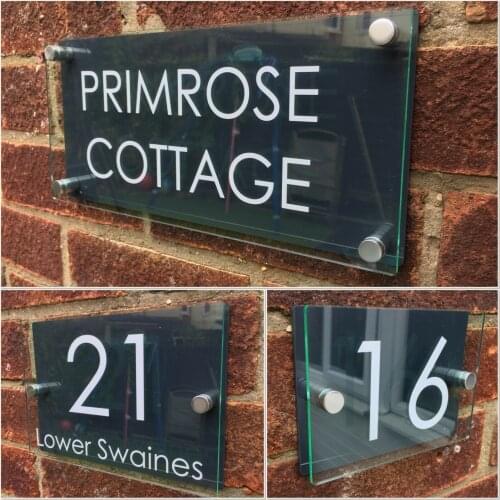 PRIMROSE
COTTAGE
21
Lower Swaines
16